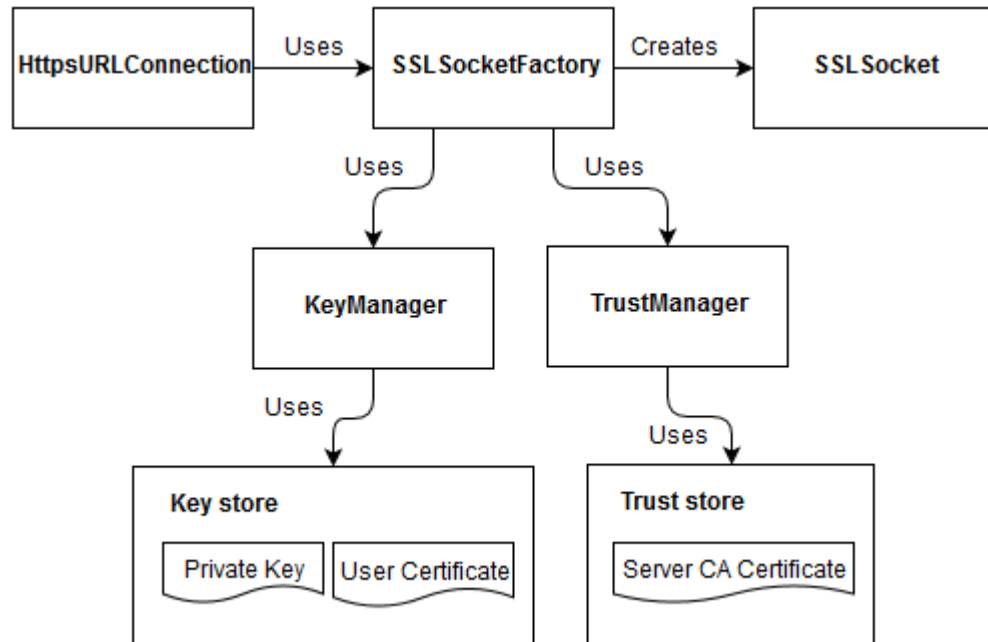 Uses
Creates
HttpsURLConnection
SSLSocketFactory
SSLSocket
Uses
Uses
KeyManager
TrustManager
Uses
Uses
Key store
Trust store
Private Key
User Certificate
Server CA Certificate